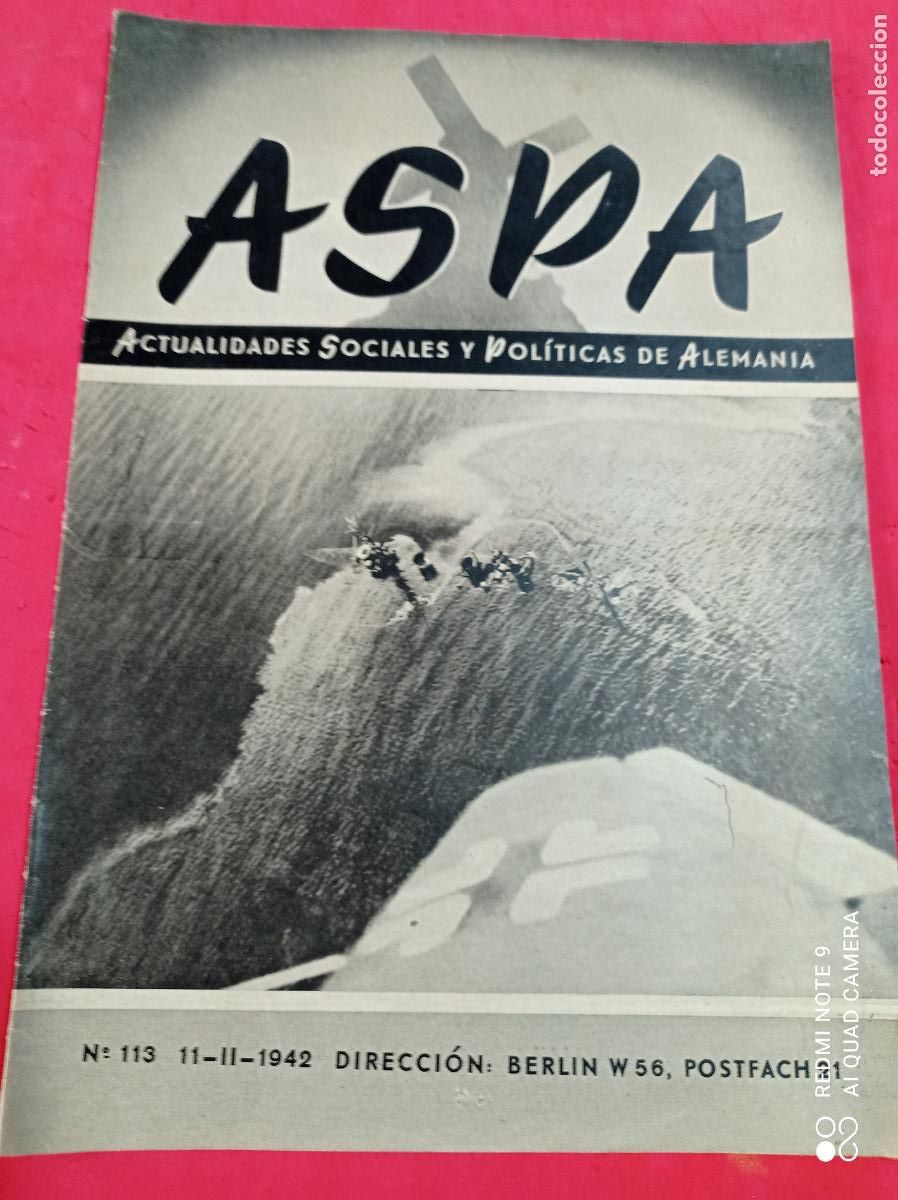 ASPA
ACTUALIDADES SOCIALES Y POLÍTICAS DE ALEMANIA
Nº 113 11-II-1942 DIRECCIÓN: BERLIN W 56, POSTFACH
todocoleccion
REDMI NOTE 9
AI QUAD CAMERA